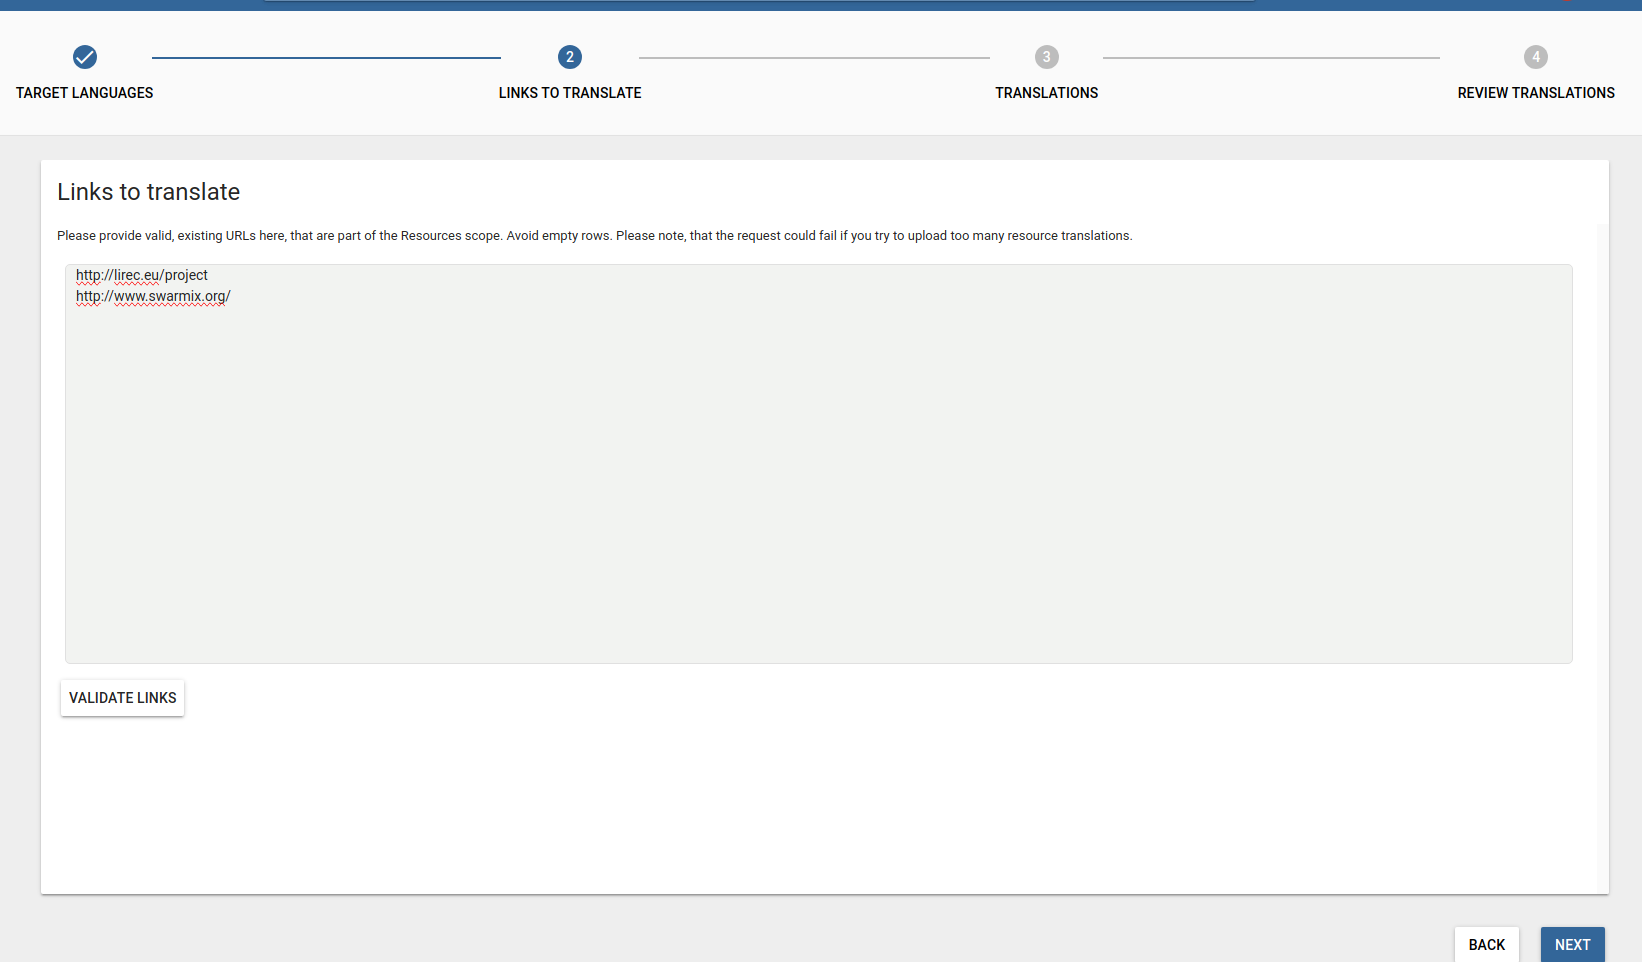 2
3
4
TARGET LANGUAGES
LINKS TO TRANSLATE
TRANSLATIONS
REVIEW TRANSLATIONS
Links to translate
Please provide valid, existing URLs here, that are part of the Resources scope. Avoid empty rows. Please note, that the request could fail if you try to upload too many resource translations.
http://lirec.eu/project
http://www.swarmix.org/
VALIDATE LINKS
BACK
NEXT